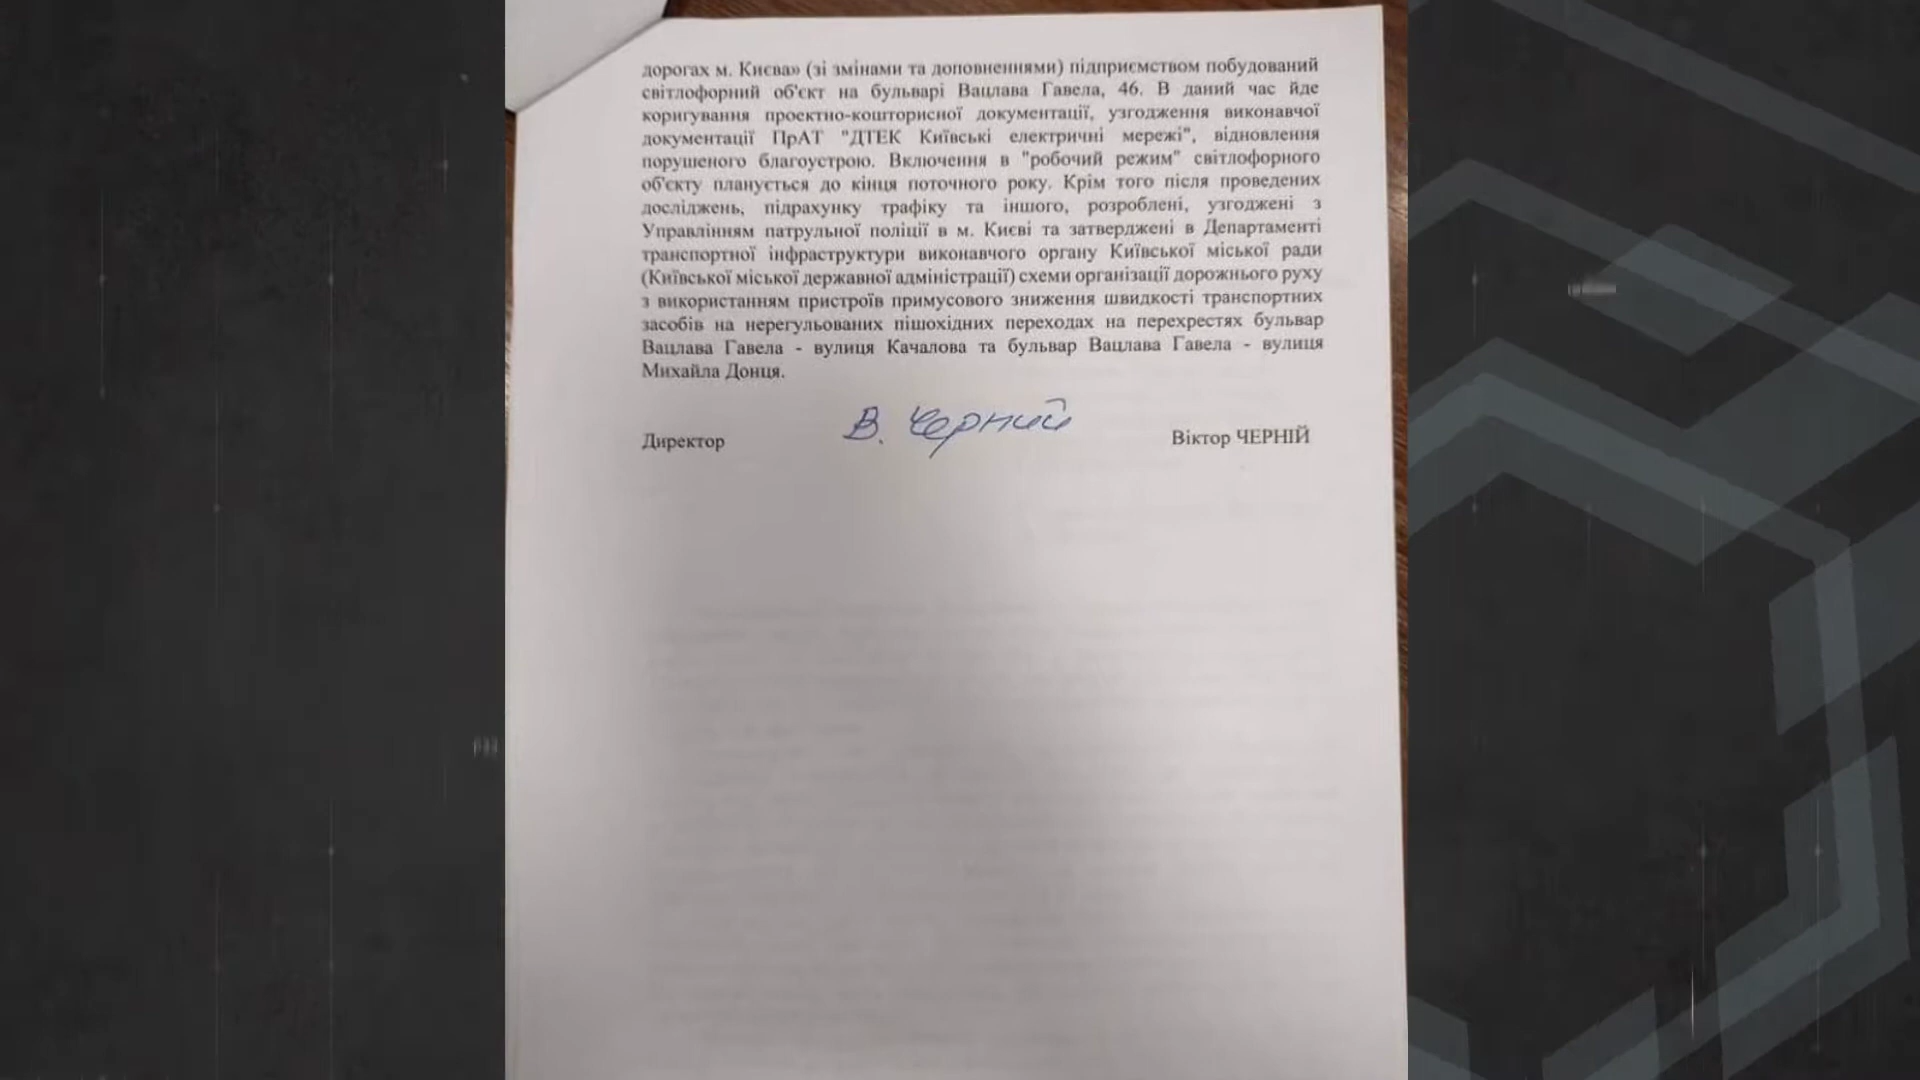 дорогах м. Києва» (зі змінами та доповненнями) підприємством побудований
світлофорний об'єкт на бульварі Вацлава Гавела, 46. В даний час йде
коригування проектно-кошторисної документації, узгодження виконавчої
документації ПрАТ "ДТЕК Київські електричні мережі", відновлення
порушеного благоустрою. Включення в "робочий режим" світлофорного
об'єкту планується до кінця поточного року. Крім того після проведених
досліджень, підрахунку трафіку та іншого, розроблені, узгоджені з
Управлінням патрульної поліції в м. Києві та затверджені в Департаменті
транспортної інфраструктури виконавчого органу Київської міської ради
(Київської міської державної адміністрації) схеми організації дорожнього руху
з використанням пристроїв примусового зниження швидкості транспортних
засобів на нерегульованих пішохідних переходах на перехрестях бульвар
Вацлава Гавела - вулиця Качалова та бульвар Вацлава Гавела - вулиця
Михайла Донця.
Директор В. Черний Віктор ЧЕРНІЙ